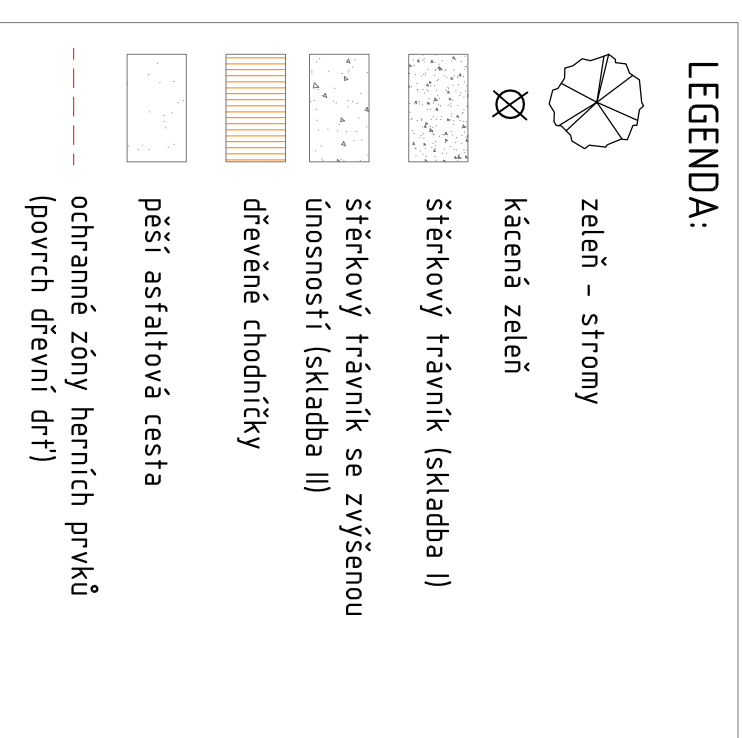 LEGENDA:
zeleň - stromy
kácená zeleň
štěrkový trávník (skladba I)
štěrkový trávník se zvýšenou
únosností (skladba II)
dřevěné chodníčky
pěší asfaltová cesta
ochranné zóny herních prvků
(povrch dřevní drť)